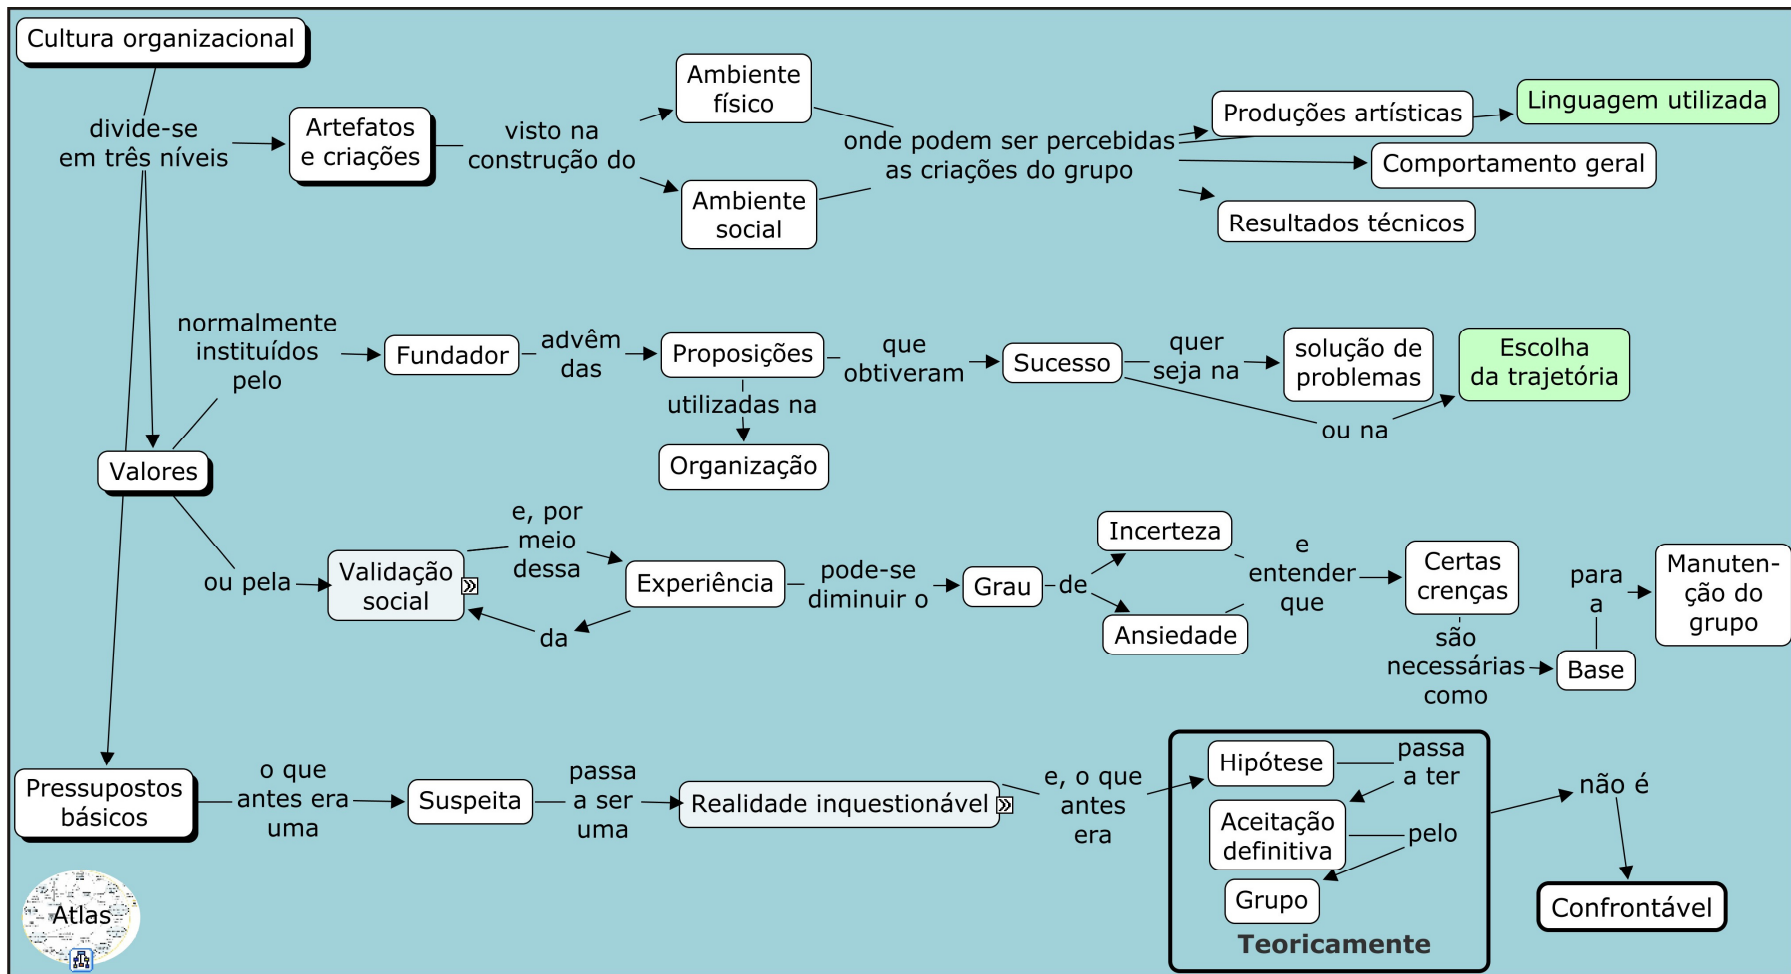 Cultura organizacional
divide-se
em três níveis
Artefatos
e criações
visto na
construção do
Ambiente
físico
Ambiente
social
onde podem ser percebidas
as criações do grupo
Produções artísticas
Linguagem utilizada
Comportamento geral
Resultados técnicos
Valores
normalmente
instituídos
pelo
Fundador
advêm
das
Proposições
utilizadas na
Organização
que
obtiveram
Sucesso
quer
seja na
solução de
problemas
ou na
Escolha
da trajetória
ou pela
Validação
social
e, por
meio
dessa
Experiência
da
pode-se
diminuir o
Grau
de
Incerteza
Ansiedade
e
entender
que
Certas
crenças
são
necessárias
como
Base
para
a
Manuten-
ção do
grupo
Pressupostos
básicos
o que
antes era
uma
Suspeita
passa
a ser
uma
Realidade inquestionável
e, o que
antes
era
Hipótese
passa
a ter
Aceitação
definitiva
pelo
Grupo
Teoricamente
não é
Confrontável
Atlas